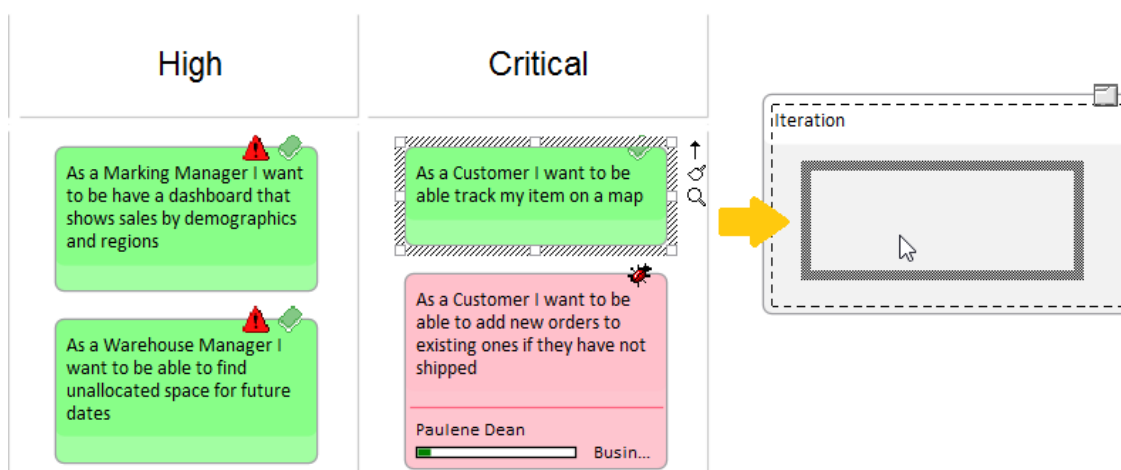 High
Critical
Iteration
As a Marking Manager I want
to be have a dashboard that
shows sales by demographics
and regions
As a Customer I want to be
able track my item on a map
As a Customer I want to be
able to add new orders to
existing ones if they have not
shipped
As a Warehouse Manager I
want to be able to find
unallocated space for future
dates
Paulene Dean
Busin...